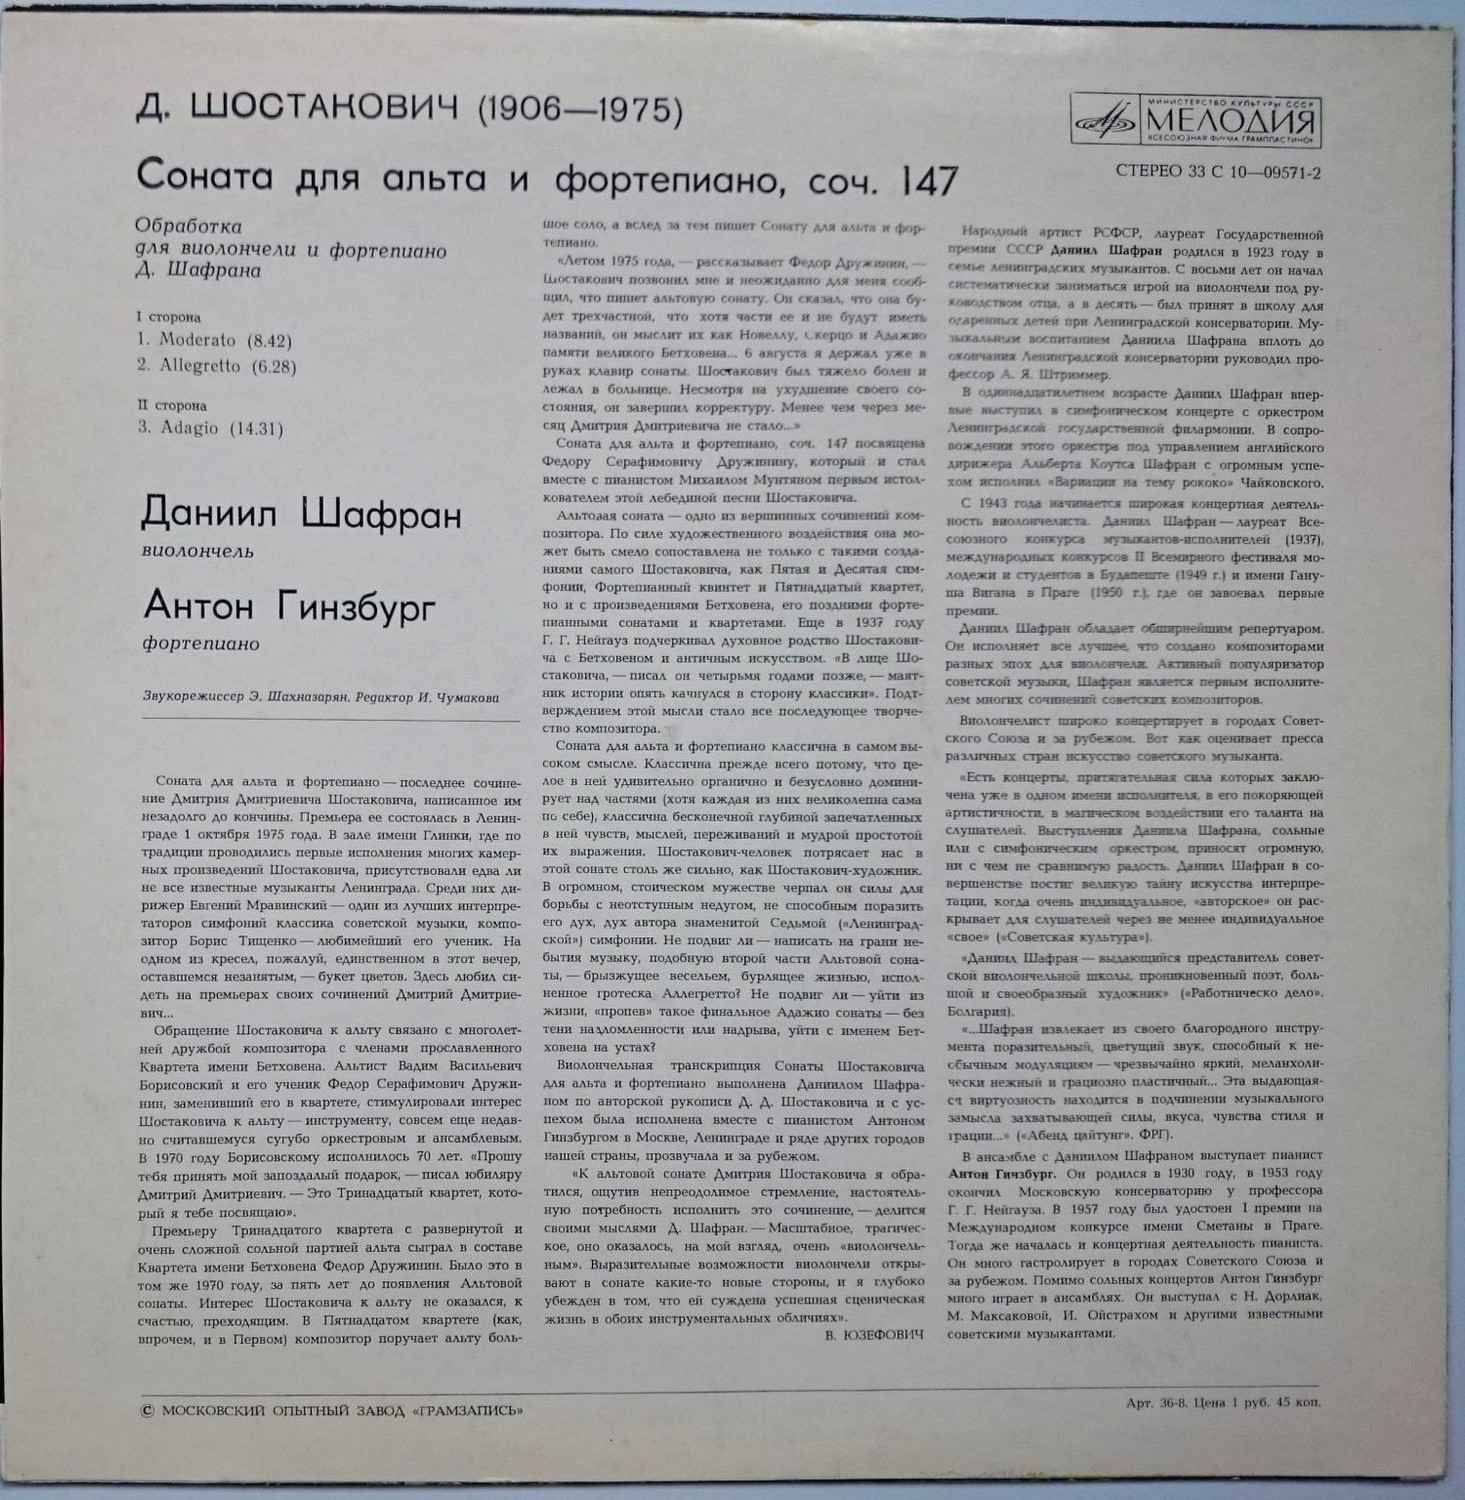 Д. ШОСТАКОВИЧ (1906—1975)
Соната для альта и фортепиано, соч. 147
МИНИСТЕРСТВО КУЛЬТУРЫ СССР
МЕЛОДИЯ
ВСЕСОЮЗНАЯ ФИРМА ГРАМПЛАСТИНОК
СТЕРЕО 33 С 10—09571-2
Обработка
для виолончели и фортепиано
Д. Шафрана
I сторона
1. Moderato (8.42)
2. Allegretto (6.28)
II сторона
3. Adagio (14.31)
Даниил Шафран
виолончель
Антон Гинзбург
фортепиано
Звукорежиссер Э. Шахназарян. Редактор И. Чумакова
Соната для альта и фортепиано — последнее сочине-
ние Дмитрия Дмитриевича Шостаковича, написанное им
незадолго до кончины. Премьера ее состоялась в Ленин-
граде 1 октября 1975 года. В зале имени Глинки, где по
традиции проводились первые исполнения многих камер-
ных произведений Шостаковича, присутствовали едва ли
не все известные музыканты Ленинграда. Среди них ди-
рижер Евгений Мравинский — один из лучших интерпре-
таторов симфоний классика советской музыки, компо-
зитор Борис Тищенко — любимейший его ученик. На
одном из кресел, пожалуй, единственном в этот вечер,
оставшемся незанятым, — букет цветов. Здесь любил си-
деть на премьерах своих сочинений Дмитрий Дмитрие-
вич...
Обращение Шостаковича к альту связано с многолет-
ней дружбой композитора с членами прославленного
Квартета имени Бетховена. Альтист Вадим Васильевич
Борисовский и его ученик Федор Серафимович Дружи-
нин, заменивший его в квартете, стимулировали интерес
Шостаковича к альту — инструменту, совсем еще недав-
но считавшемуся сугубо оркестровым и ансамблевым.
В 1970 году Борисовскому исполнилось 70 лет. «Прошу
тебя принять мой запоздалый подарок, — писал юбиляру
Дмитрий Дмитриевич. — Это Тринадцатый квартет, кото-
рый я тебе посвящаю».
Премьеру Тринадцатого квартета с развернутой и
очень сложной сольной партией альта сыграл в составе
Квартета имени Бетховена Федор Дружинин. Было это в
том же 1970 году, за пять лет до появления Альтовой
сонаты. Интерес Шостаковича к альту не оказался, к
счастью, преходящим. В Пятнадцатом квартете (как,
впрочем, и в Первом) композитор поручает альту боль-
шое соло, а вслед за тем пишет Сонату для альта и фор-
тепиано.
«Летом 1975 года, — рассказывает Федор Дружинин, —
Шостакович позвонил мне и неожиданно для меня сооб-
щил, что пишет альтовую сонату. Он сказал, что она бу-
дет трехчастной, что хотя части ее и не будут иметь
названий, он мыслит их как Новеллу, Скерцо и Адажио
памяти великого Бетховена... 6 августа я держал уже в
руках клавир сонаты. Шостакович был тяжело болен и
лежал в больнице. Несмотря на ухудшение своего со-
стояния, он завершил корректуру. Менее чем через ме-
сяц Дмитрия Дмитриевича не стало...»
Соната для альта и фортепиано, соч. 147 посвящена
Федору Серафимовичу Дружинину, который и стал
вместе с пианистом Михаилом Мунтяном первым истол-
кователем этой лебединой песни Шостаковича.
Альтовая соната — одно из вершинных сочинений ком-
позитора. По силе художественного воздействия она мо-
жет быть смело сопоставлена не только с такими созда-
ниями самого Шостаковича, как Пятая и Десятая сим-
фонии, Фортепианный квинтет и Пятнадцатый квартет,
но и с произведениями Бетховена, его поздними форте-
пианными сонатами и квартетами. Еще в 1937 году
Г. Г. Нейгауз подчеркивал духовное родство Шостакови-
ча с Бетховеном и античным искусством. «В лице Шо-
стаковича, — писал он четырьмя годами позже, — маят-
ник истории опять качнулся в сторону классики». Подт-
верждением этой мысли стало все последующее творче-
ство композитора.
Соната для альта и фортепиано классична в самом вы-
соком смысле. Классична прежде всего потому, что це-
лое в ней удивительно органично и безусловно домини-
рует над частями (хотя каждая из них великолепна сама
по себе), классична бесконечной глубиной запечатленных
в ней чувств, мыслей, переживаний и мудрой простотой
их выражения. Шостакович-человек потрясает нас в
этой сонате столь же сильно, как Шостакович-художник.
В огромном, стоическом мужестве черпал он силы для
борьбы с неотступным недугом, не способным поразить
его дух, дух автора знаменитой Седьмой («Ленинград-
ской») симфонии. Не подвиг ли — написать на грани не-
бытия музыку, подобную второй части Альтовой сона-
ты, — брызжущее весельем, бурлящее жизнью, испол-
ненное гротеска Аллегретто? Не подвиг ли — уйти из
жизни, «пропев» такое финальное Адажио сонаты — без
тени надломленности или надрыва, уйти с именем Бет-
ховена на устах?
Виолончельная транскрипция Сонаты Шостаковича
для альта и фортепиано выполнена Даниилом Шафра-
ном по авторской рукописи Д. Д. Шостаковича и с ус-
пехом была исполнена вместе с пианистом Антоном
Гинзбургом в Москве, Ленинграде и ряде других городов
нашей страны, прозвучала и за рубежом.
«К альтовой сонате Дмитрия Шостаковича я обра-
тился, ощутив непреодолимое стремление, настоятель-
ную потребность исполнить это сочинение, — делится
своими мыслями Д. Шафран. — Масштабное, трагичес-
кое, оно оказалось, на мой взгляд, очень «виолончель-
ным». Выразительные возможности виолончели откры-
вают в сонате какие-то новые стороны, и я глубоко
убежден в том, что ей суждена успешная сценическая
жизнь в обоих инструментальных обличиях».
В. ЮЗЕФОВИЧ
Народный артист РСФСР, лауреат Государственной
премии СССР Даниил Шафран родился в 1923 году в
семье ленинградских музыкантов. С восьми лет он начал
систематически заниматься игрой на виолончели под ру-
ководством отца, а в десять — был принят в школу для
одаренных детей при Ленинградской консерватории. Му-
зыкальным воспитанием Даниила Шафрана вплоть до
окончания Ленинградской консерватории руководил про-
фессор А. Я. Штриммер.
В одиннадцатилетнем возрасте Даниил Шафран впер-
вые выступил в симфоническом концерте с оркестром
Ленинградской государственной филармонии. В сопро-
вождении этого оркестра под управлением английского
дирижера Альберта Коутса Шафран с огромным успе-
хом исполнил «Вариации на тему рококо» Чайковского.
С 1943 года начинается широкая концертная деятель-
ность виолончелиста. Даниил Шафран — лауреат Все-
союзного конкурса музыкантов-исполнителей (1937),
международных конкурсов II Всемирного фестиваля мо-
лодежи и студентов в Будапеште (1949 г.) и имени Гану-
ша Вигана в Праге (1950 г.), где он завоевал первые
премии.
Даниил Шафран обладает обширнейшим репертуаром.
Он исполняет все лучшее, что создано композиторами
разных эпох для виолончели. Активный популяризатор
советской музыки, Шафран является первым исполните-
лем многих сочинений советских композиторов.
Виолончелист широко концертирует в городах Совет-
ского Союза и за рубежом. Вот как оценивает пресса
различных стран искусство советского музыканта.
«Есть концерты, притягательная сила которых заклю-
чена уже в одном имени исполнителя, в его покоряющей
артистичности, в магическом воздействии его таланта на
слушателей. Выступления Даниила Шафрана, сольные
или с симфоническим оркестром, приносят огромную,
ни с чем не сравнимую радость. Даниил Шафран в со-
вершенстве постиг великую тайну искусства интерпре-
тации, когда очень индивидуальное, «авторское» он рас-
крывает для слушателей через не менее индивидуальное
«свое» («Советская культура»).
«Даниил Шафран — выдающийся представитель совет-
ской виолончельной школы, проникновенный поэт, боль-
шой и своеобразный художник» («Работническо дело».
Болгария).
«...Шафран извлекает из своего благородного инстру-
мента поразительный, цветущий звук, способный к не-
обычным модуляциям — чрезвычайно яркий, меланхоли-
чески нежный и грациозно пластичный... Эта выдающая-
ся виртуозность находится в подчинении музыкального
замысла захватывающей силы, вкуса, чувства стиля и
грации...» («Абенд цайтунг». ФРГ).
В ансамбле с Даниилом Шафраном выступает пианист
Антон Гинзбург. Он родился в 1930 году, в 1953 году
окончил Московскую консерваторию у профессора
Г. Г. Нейгауза. В 1957 году был удостоен I премии на
Международном конкурсе имени Сметаны в Праге.
Тогда же началась и концертная деятельность пианиста.
Он много гастролирует в городах Советского Союза и
за рубежом. Помимо сольных концертов Антон Гинзбург
много играет в ансамблях. Он выступал с Н. Дорлиак,
М. Максаковой, И. Ойстрахом и другими известными
советскими музыкантами.
© МОСКОВСКИЙ ОПЫТНЫЙ ЗАВОД «ГРАМЗАПИСЬ»
Арт. 36-8. Цена 1 руб. 45 коп.